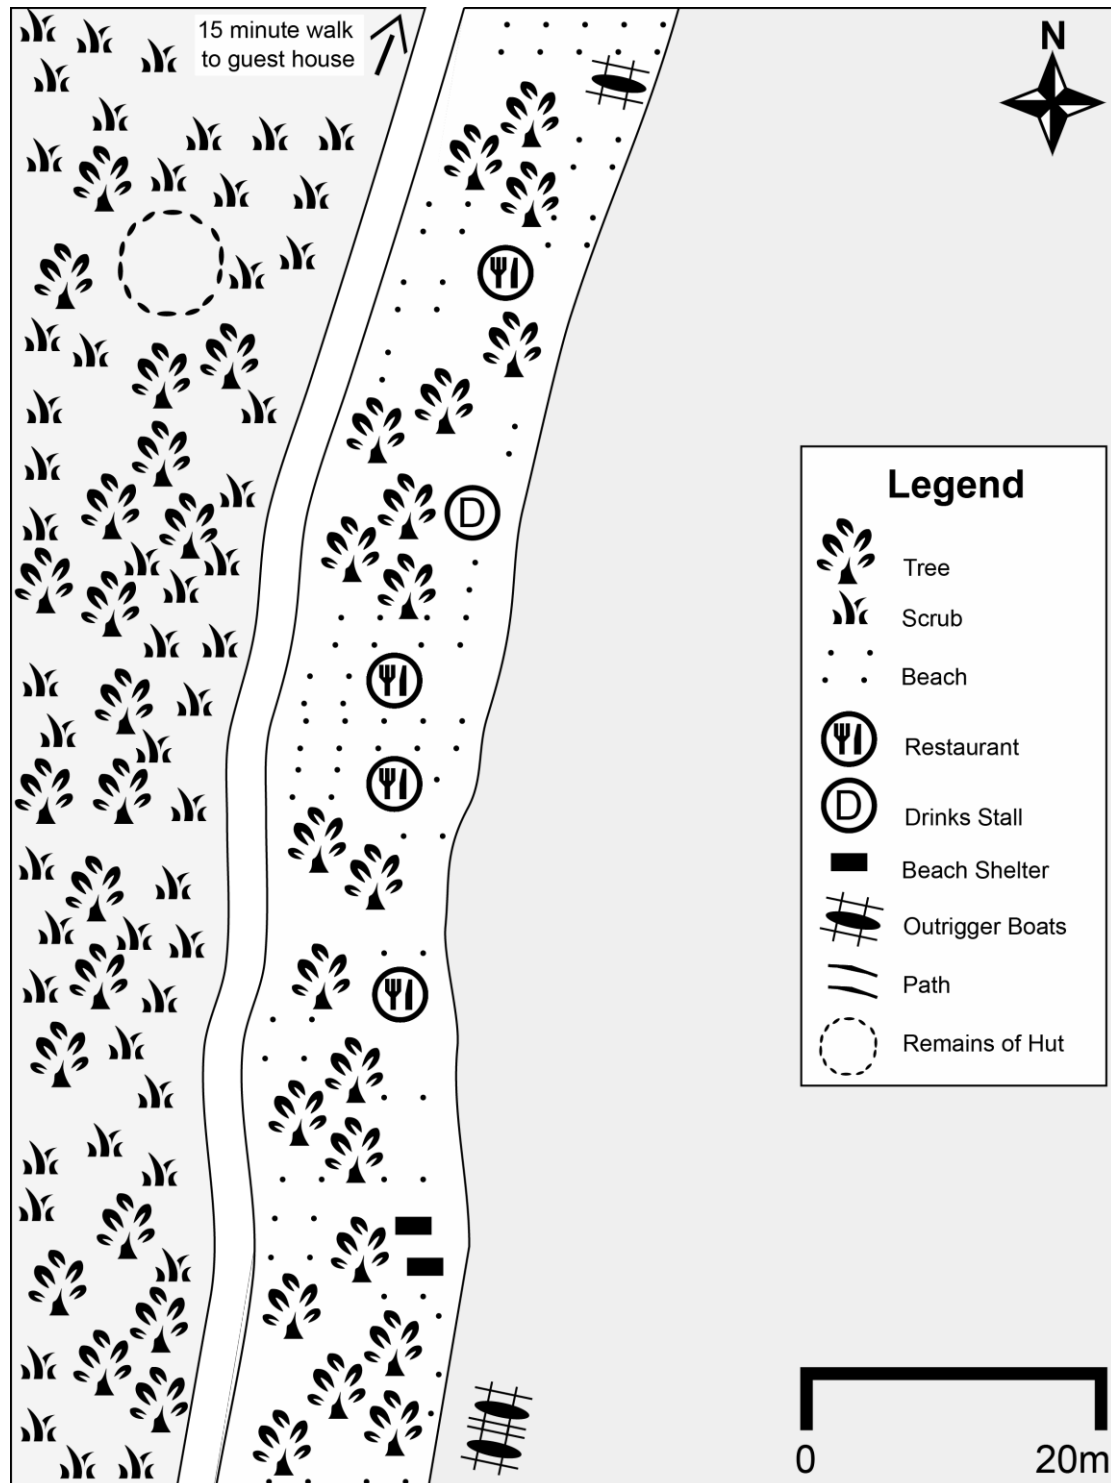 15 minute walk
to guest house
N
D
Legend
Tree
Scrub
Beach
Restaurant
D
Drinks Stall
Beach Shelter
Outrigger Boats
Path
Remains of Hut
0 20m